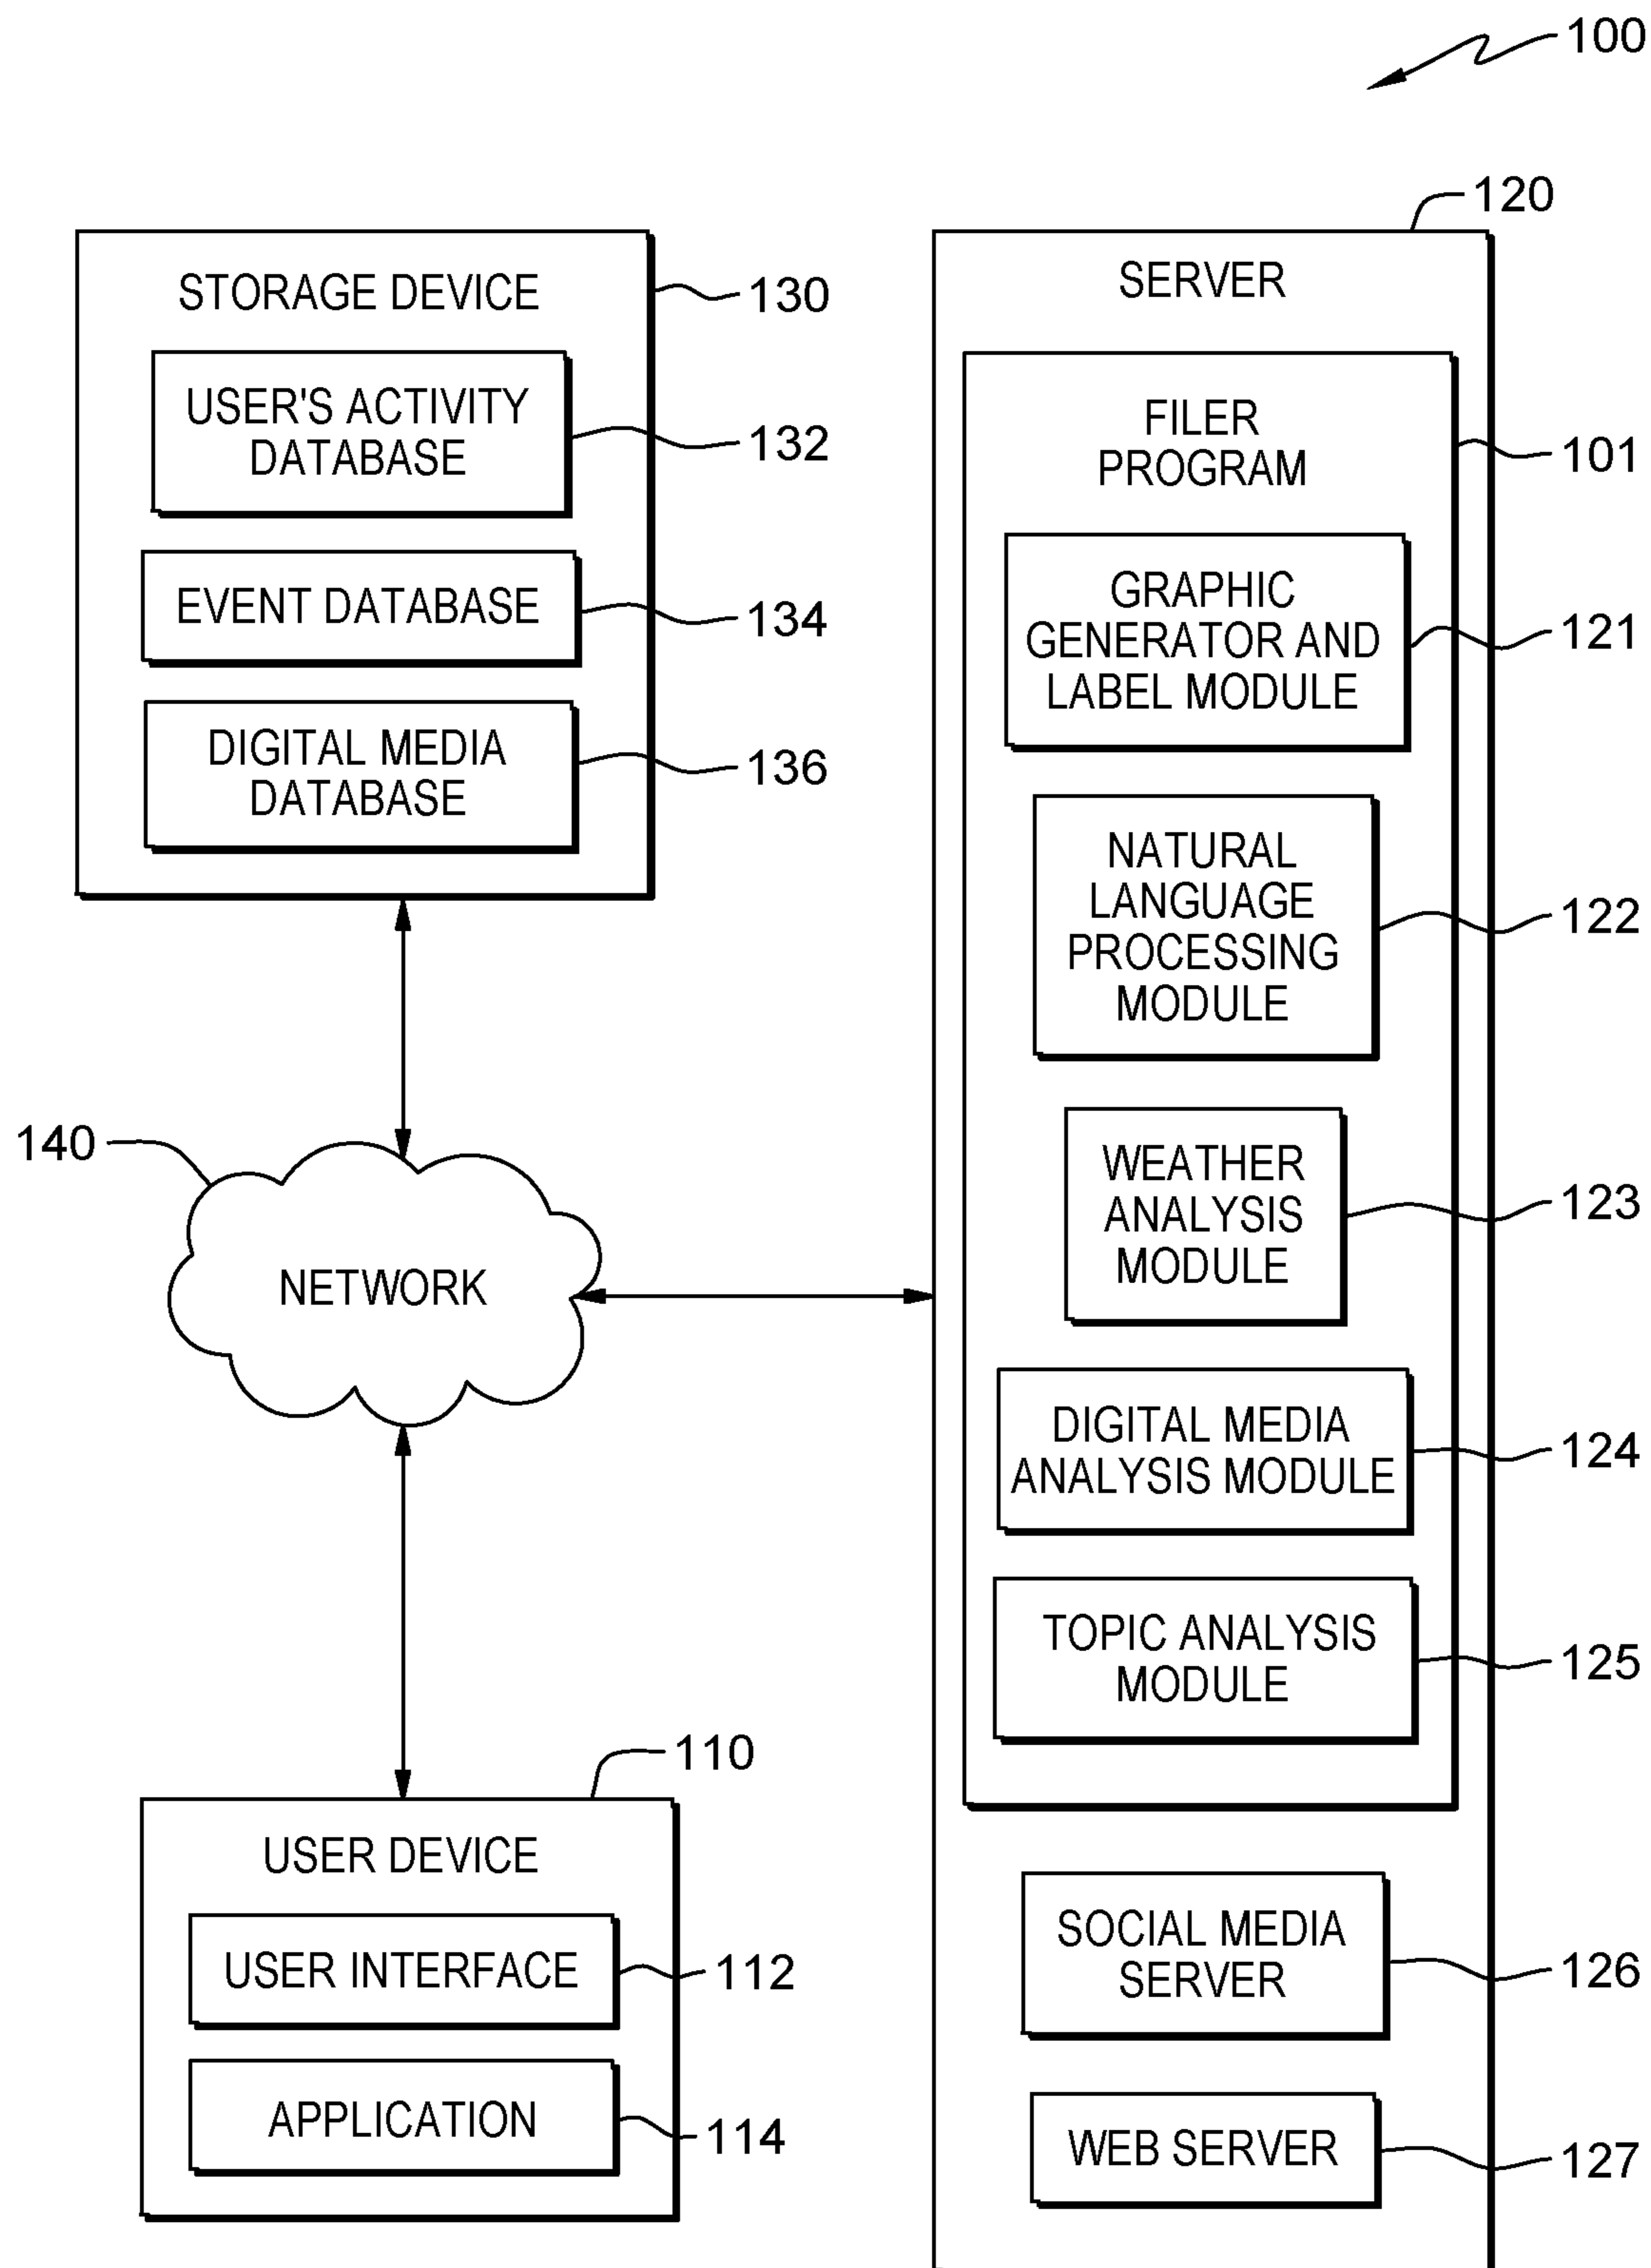 100
STORAGE DEVICE
130
USER'S ACTIVITY
DATABASE
132
EVENT DATABASE
134
DIGITAL MEDIA
DATABASE
136
140
NETWORK
110
USER DEVICE
USER INTERFACE
112
APPLICATION
114
120
SERVER
FILER
PROGRAM
101
GRAPHIC
GENERATOR AND
LABEL MODULE
121
NATURAL
LANGUAGE
PROCESSING
MODULE
122
WEATHER
ANALYSIS
MODULE
123
DIGITAL MEDIA
ANALYSIS MODULE
124
TOPIC ANALYSIS
MODULE
125
SOCIAL MEDIA
SERVER
126
WEB SERVER
127